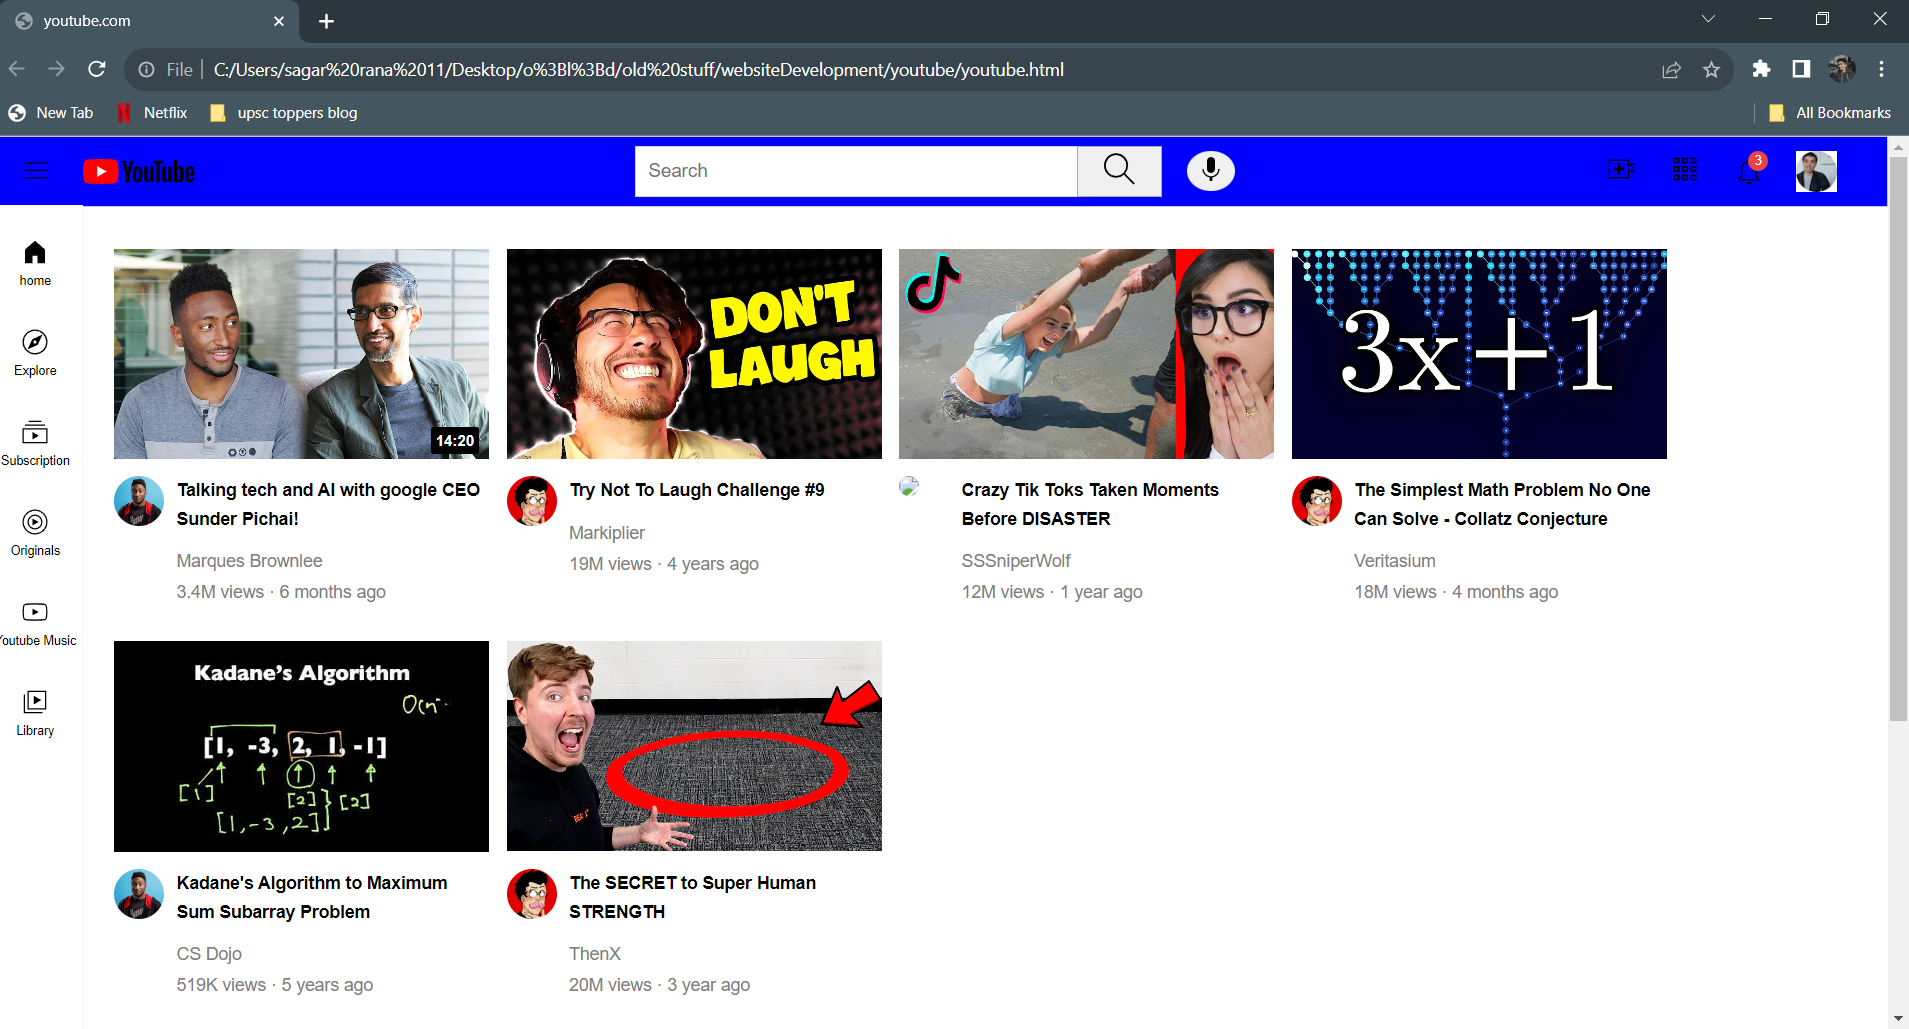 youtube.com
File C:/Users/sagar%20rana%2011/Desktop/o%3Bl%3Bd/old%20stuff/websiteDevelopment/youtube/youtube.html
New Tab Netflix upsc toppers blog All Bookmarks
YouTube Search 3
home
Explore
Subscription
Originals
Youtube Music
Library
14:20
DON'T
LAUGH
3x+1
Talking tech and AI with google CEO
Sunder Pichai!
Marques Brownlee
3.4M views · 6 months ago
Try Not To Laugh Challenge #9
Markiplier
19M views · 4 years ago
Crazy Tik Toks Taken Moments
Before DISASTER
SSSniperWolf
12M views · 1 year ago
The Simplest Math Problem No One
Can Solve - Collatz Conjecture
Veritasium
18M views · 4 months ago
Kadane's Algorithm
[1, -3, 2, 1, -1]
[1] [2] [2]
[1, -3, 2]
Kadane's Algorithm to Maximum
Sum Subarray Problem
CS Dojo
519K views · 5 years ago
The SECRET to Super Human
STRENGTH
ThenX
20M views · 3 year ago